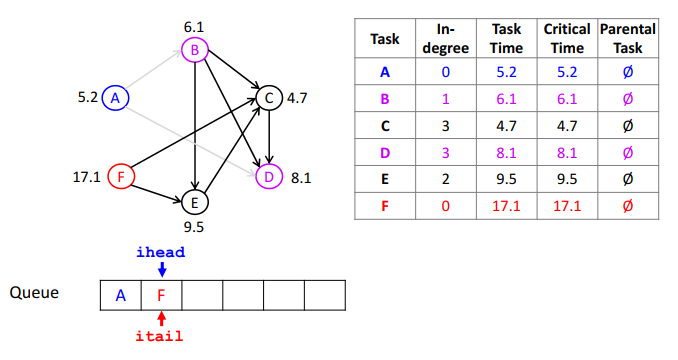 6.1
B
5.2 A
C 4.7
17.1 F
D 8.1
E
9.5
Task In-degree Task Time Critical Time Parental Task
A 0 5.2 5.2 Ø
B 1 6.1 6.1 Ø
C 3 4.7 4.7 Ø
D 3 8.1 8.1 Ø
E 2 9.5 9.5 Ø
F 0 17.1 17.1 Ø
ihead
Queue A F
itail